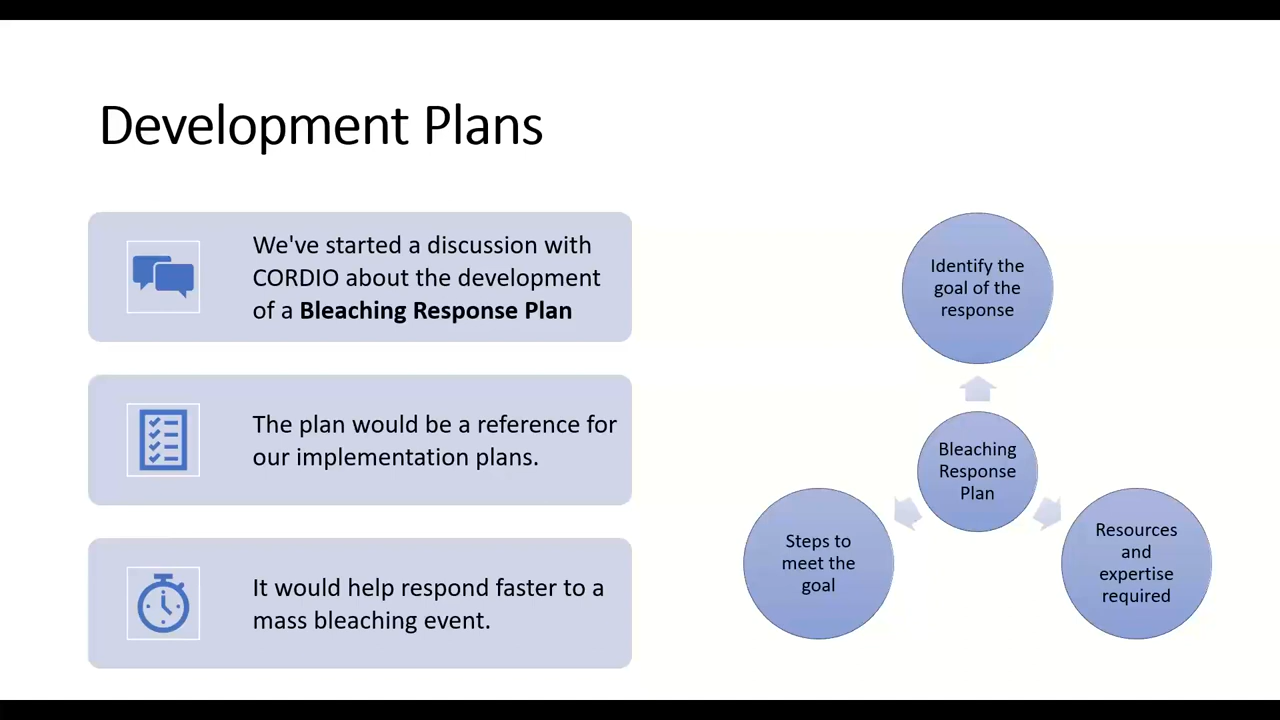 Development Plans
We've started a discussion with
CORDIO about the development
of a Bleaching Response Plan
The plan would be a reference for
our implementation plans.
It would help respond faster to a
mass bleaching event.
Identify the
goal of the
response
Bleaching
Response
Plan
Steps to
meet the
goal
Resources
and
expertise
required